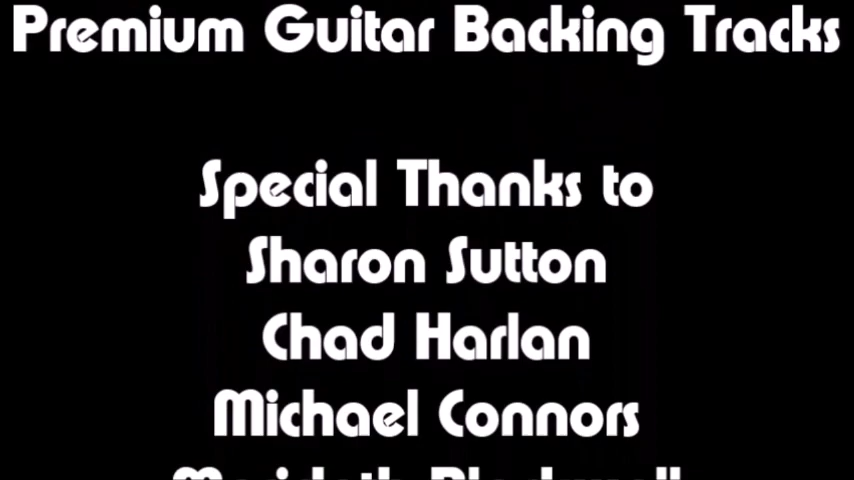 Premium Guitar Backing Tracks
Special Thanks to
Sharon Sutton
Chad Harlan
Michael Connors